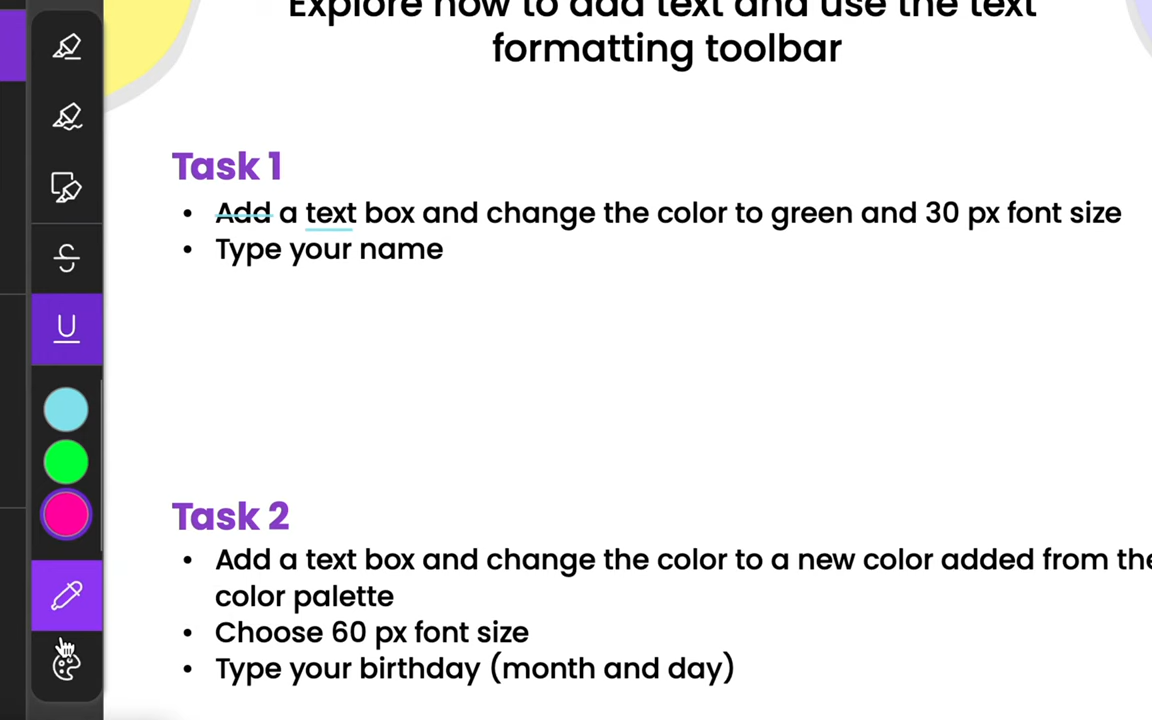 Explore how to add text and use the text
formatting toolbar
Task 1
• Add a text box and change the color to green and 30 px font size
• Type your name
Task 2
• Add a text box and change the color to a new color added from the
color palette
• Choose 60 px font size
• Type your birthday (month and day)